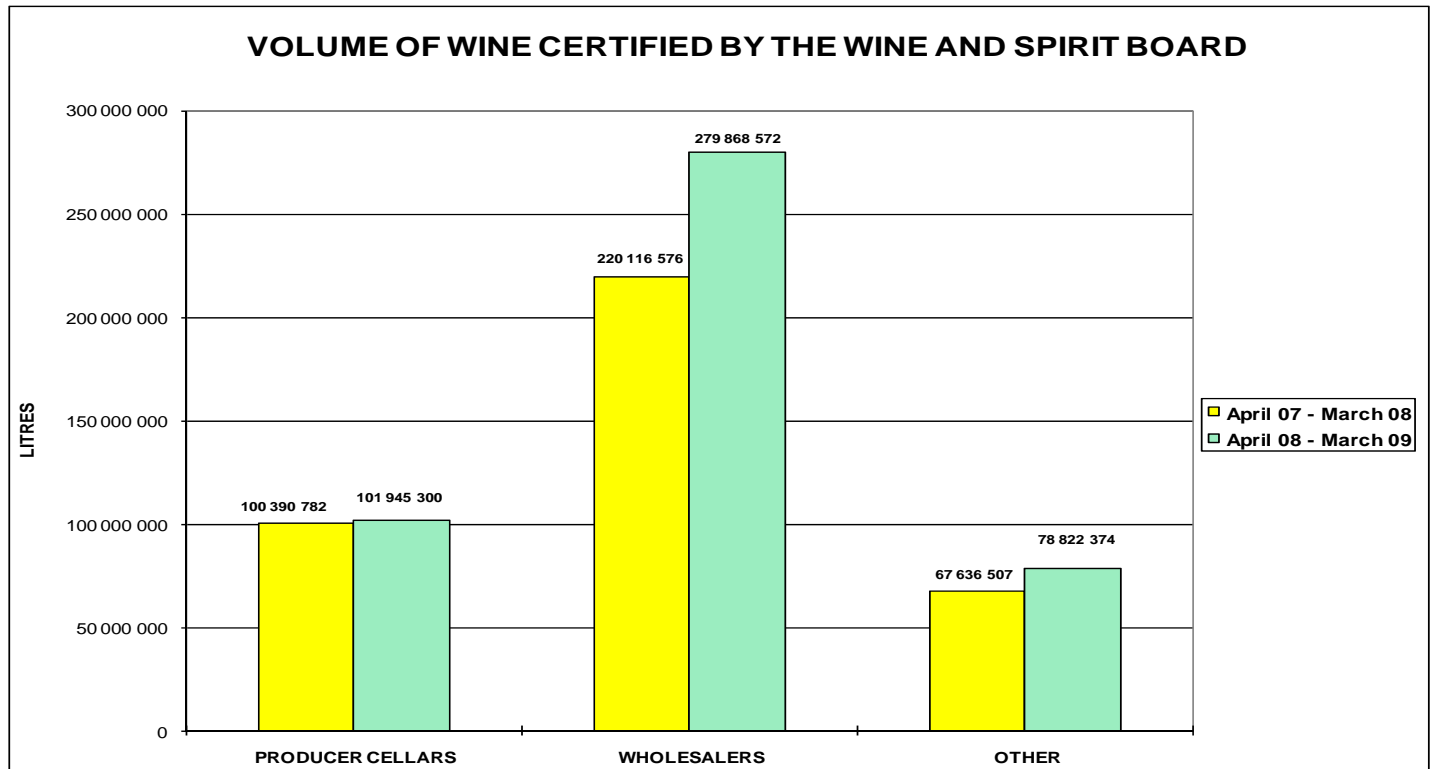 VOLUME OF WINE CERTIFIED BY THE WINE AND SPIRIT BOARD
300 000 000
250 000 000
200 000 000
150 000 000
100 000 000
50 000 000
0
LITRES
100 390 782
101 945 300
220 116 576
279 868 572
67 636 507
78 822 374
PRODUCER CELLARS
WHOLESALERS
OTHER
April 07 - March 08
April 08 - March 09